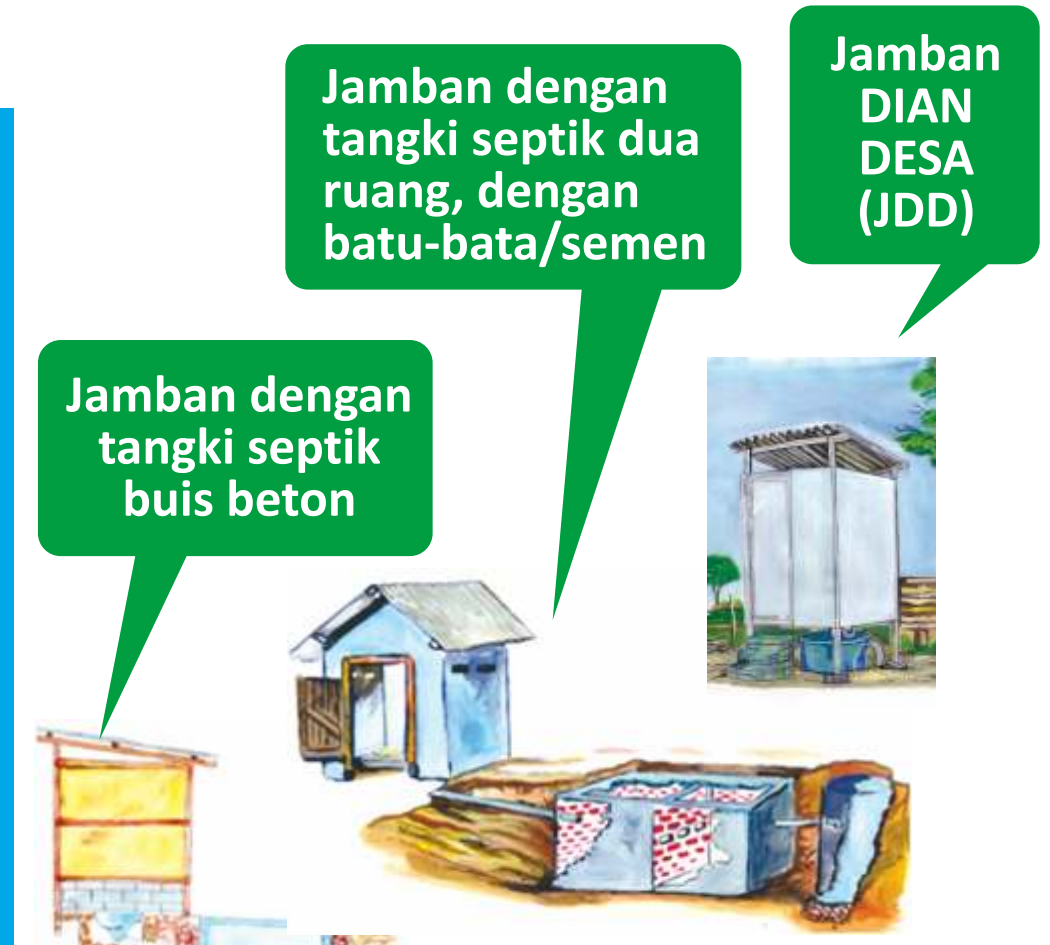 Jamban
DIAN
DESA
(JDD)
Jamban dengan
tangki septik dua
ruang, dengan
batu-bata/semen
Jamban dengan
tangki septik
buis beton